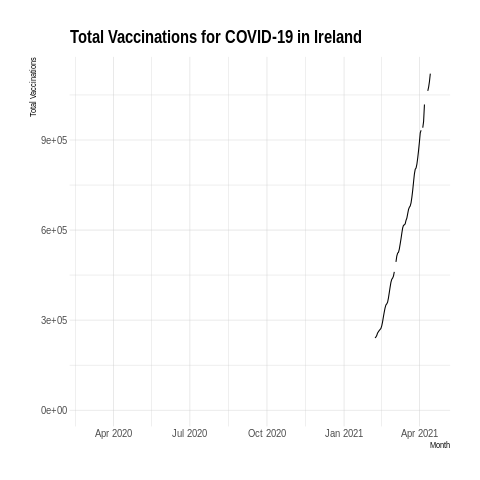 Total Vaccinations for COVID-19 in Ireland
Total Vaccinations
9e+05
6e+05
3e+05
0e+00
Apr 2020 Jul 2020 Oct 2020 Jan 2021 Apr 2021
Month